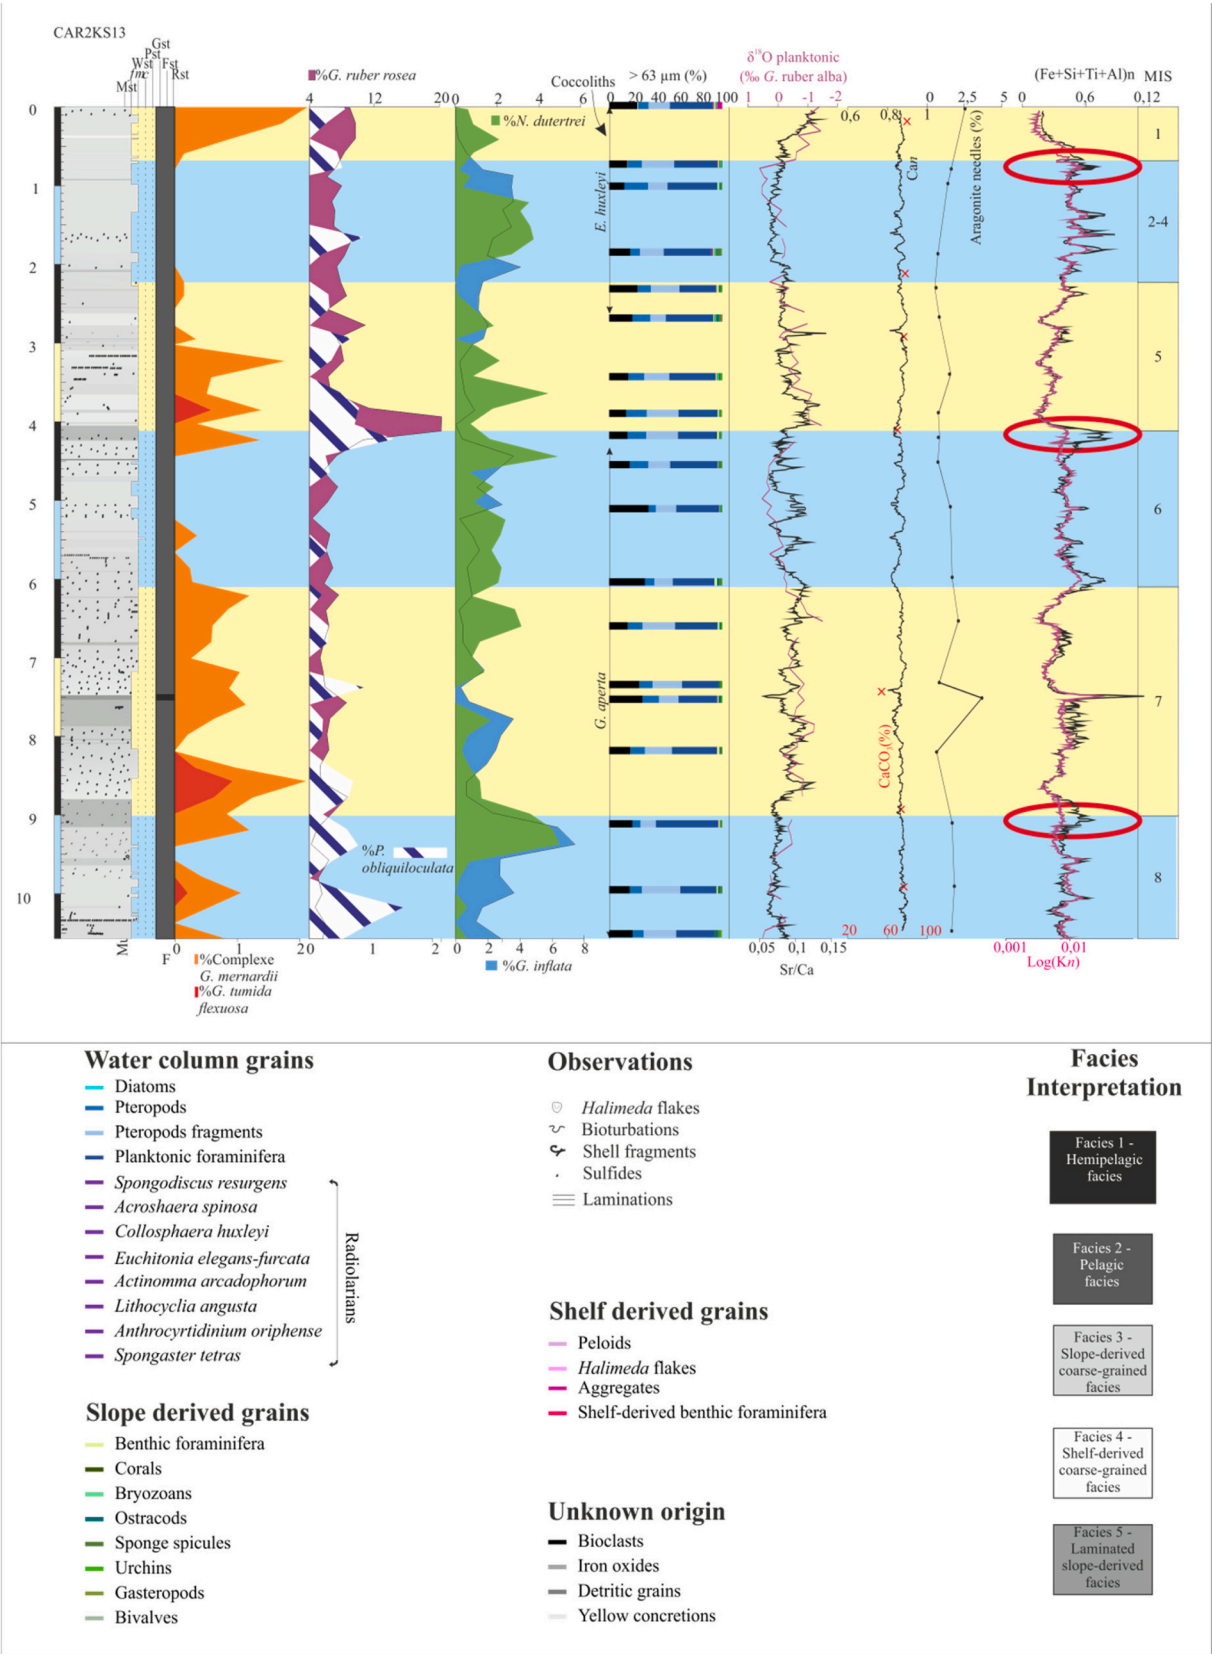 CAR2KS13
Gst
Pst
Wst Fst
fmc Rst
Mst
%G. ruber rosea
Coccoliths
> 63 µm (%)
δ¹⁸O planktonic
(‰ G. ruber alba)
(Fe+Si+Ti+Al)n
MIS
4 12 20
0 2 4 6
0 20 40 60 80 100
1 0 -1 -2
0,6 0,8 1
0 2,5 5
0 0,6 0,12
%N. dutertrei
E. huxleyi
G. aperta
Can
Aragonite needles (%)
CaCO₃(%)
0
1
2
3
4
5
6
7
8
9
10
1
2-4
5
6
7
8
%P.
obliquiloculata
20 60 100
F
0 1 2
0 1 2
0 2 4 6 8
0,05 0,1 0,15
Sr/Ca
0,001 0,01
Log(Kn)
%Complexe
G. mernardii
%G. tumida
flexuosa
%G. inflata
Water column grains
Diatoms
Pteropods
Pteropods fragments
Planktonic foraminifera
Spongodiscus resurgens
Acroshaera spinosa
Collosphaera huxleyi
Euchitonia elegans-furcata
Actinomma arcadophorum
Lithocyclia angusta
Anthrocyrtidinium oriphense
Spongaster tetras
Radiolarians
Slope derived grains
Benthic foraminifera
Corals
Bryozoans
Ostracods
Sponge spicules
Urchins
Gasteropods
Bivalves
Observations
Halimeda flakes
Bioturbations
Shell fragments
Sulfides
Laminations
Shelf derived grains
Peloids
Halimeda flakes
Aggregates
Shelf-derived benthic foraminifera
Unknown origin
Bioclasts
Iron oxides
Detritic grains
Yellow concretions
Facies
Interpretation
Facies 1 -
Hemipelagic
facies
Facies 2 -
Pelagic
facies
Facies 3 -
Slope-derived
coarse-grained
facies
Facies 4 -
Shelf-derived
coarse-grained
facies
Facies 5 -
Laminated
slope-derived
facies